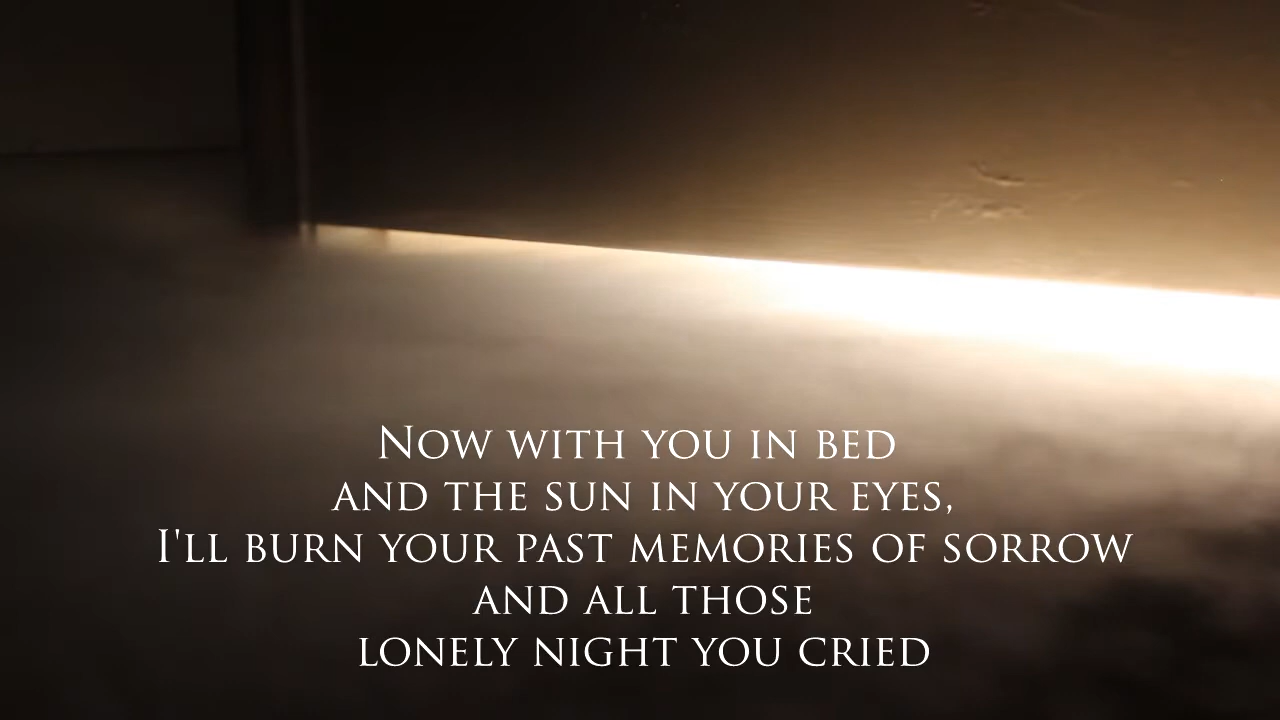 Now with you in bed
and the sun in your eyes,
I'll burn your past memories of sorrow
and all those
lonely night you cried